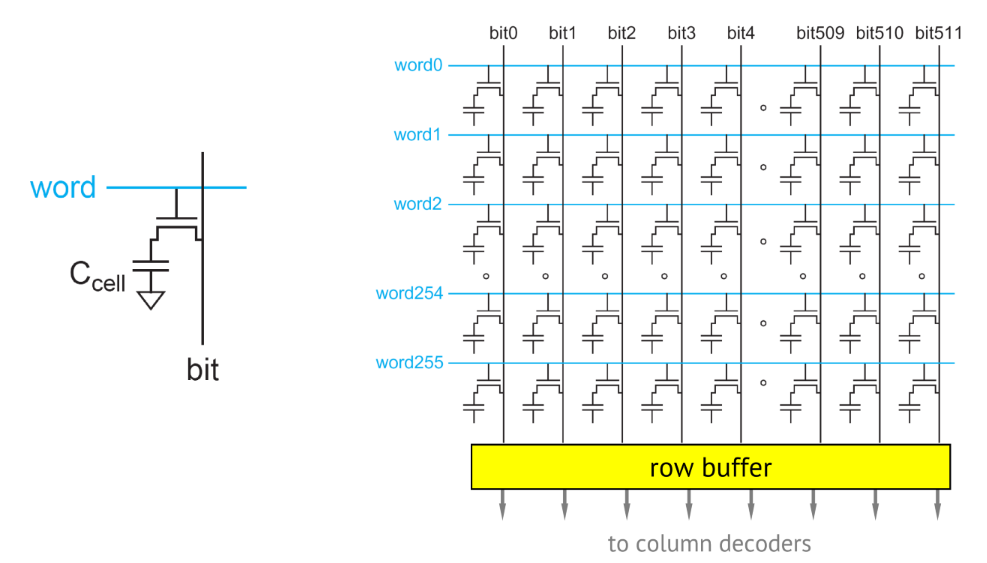 word
C cell
bit
bit0 bit1 bit2 bit3 bit4 bit509 bit510 bit511
word0
word1
word2
word254
word255
row buffer
to column decoders